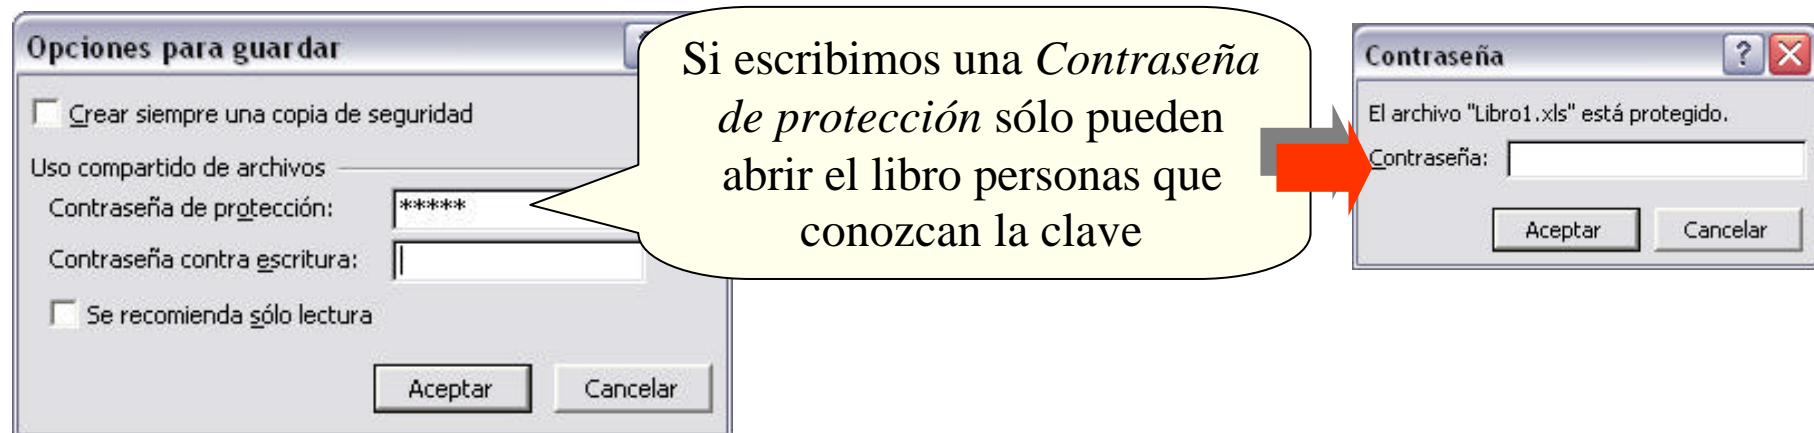 Opciones para guardar
Crear siempre una copia de seguridad
Uso compartido de archivos
Contraseña de protección: *****
Contraseña contra escritura:
Se recomienda sólo lectura
Aceptar Cancelar
Si escribimos una Contraseña
de protección sólo pueden
abrir el libro personas que
conozcan la clave
Contraseña ?
El archivo "Libro1.xls" está protegido.
Contraseña:
Aceptar Cancelar